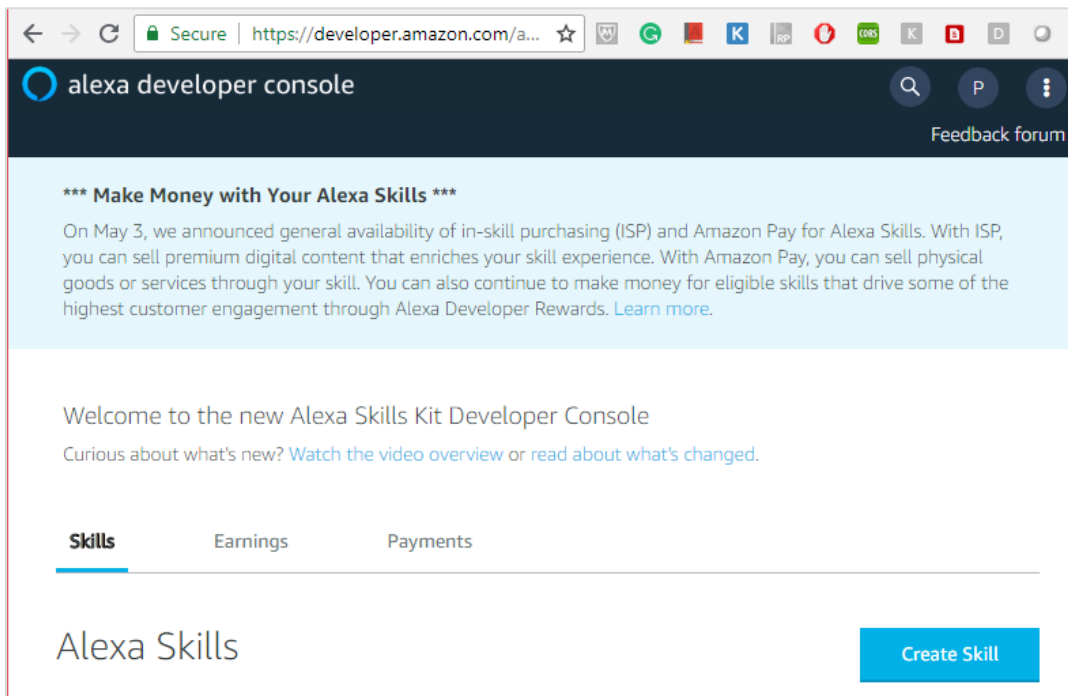 Secure | https://developer.amazon.com/a...
G K RP CORS K B D
alexa developer console
P
Feedback forum
*** Make Money with Your Alexa Skills ***
On May 3, we announced general availability of in-skill purchasing (ISP) and Amazon Pay for Alexa Skills. With ISP,
you can sell premium digital content that enriches your skill experience. With Amazon Pay, you can sell physical
goods or services through your skill. You can also continue to make money for eligible skills that drive some of the
highest customer engagement through Alexa Developer Rewards. Learn more.
Welcome to the new Alexa Skills Kit Developer Console
Curious about what's new? Watch the video overview or read about what's changed.
Skills Earnings Payments
Alexa Skills
Create Skill